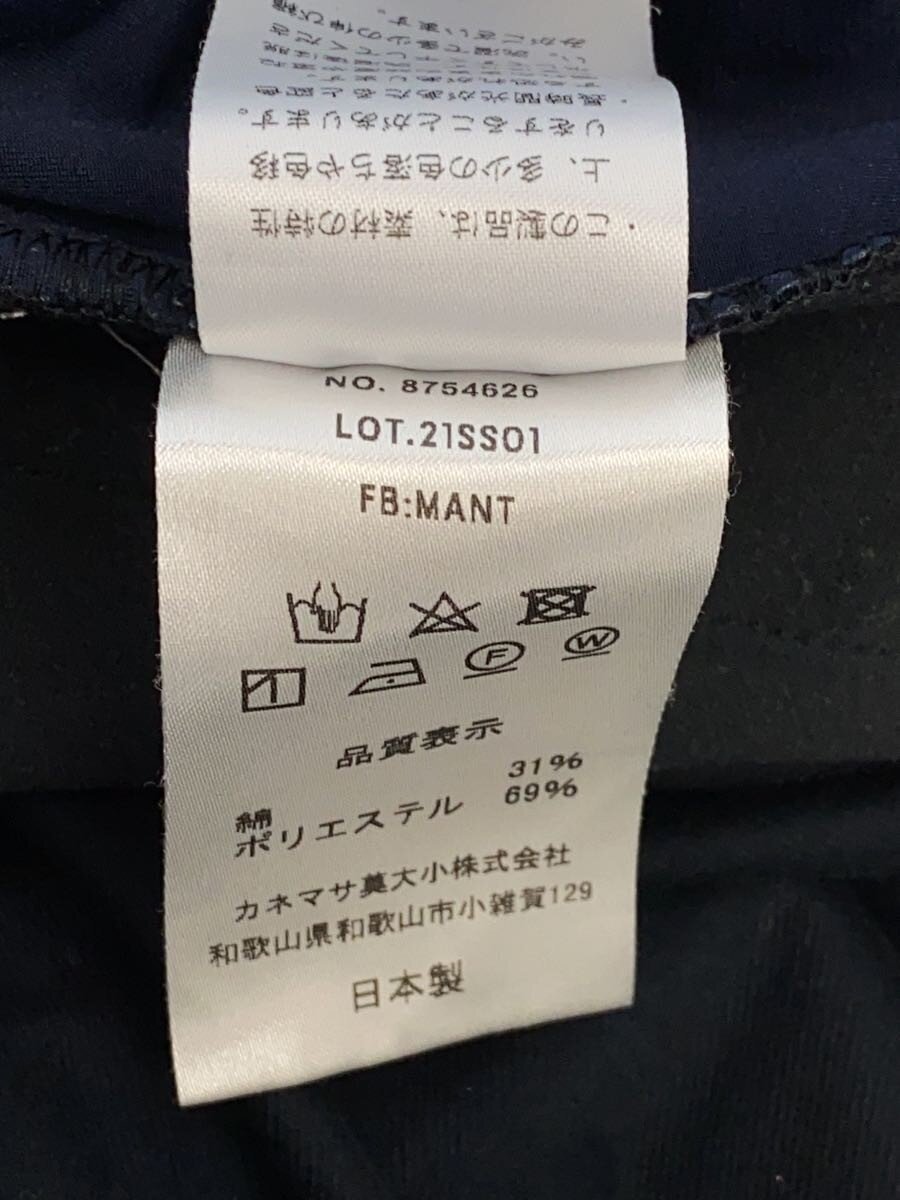 ・この製品は、素材の特性
上、多少の色落ちや色移
りをすることがあります。
NO. 8754626
LOT.21SS01
FB:MANT
F
W
品質表示
綿 31%
ポリエステル 69%
カネマサ莫大小株式会社
和歌山県和歌山市小雑賀129
日本製